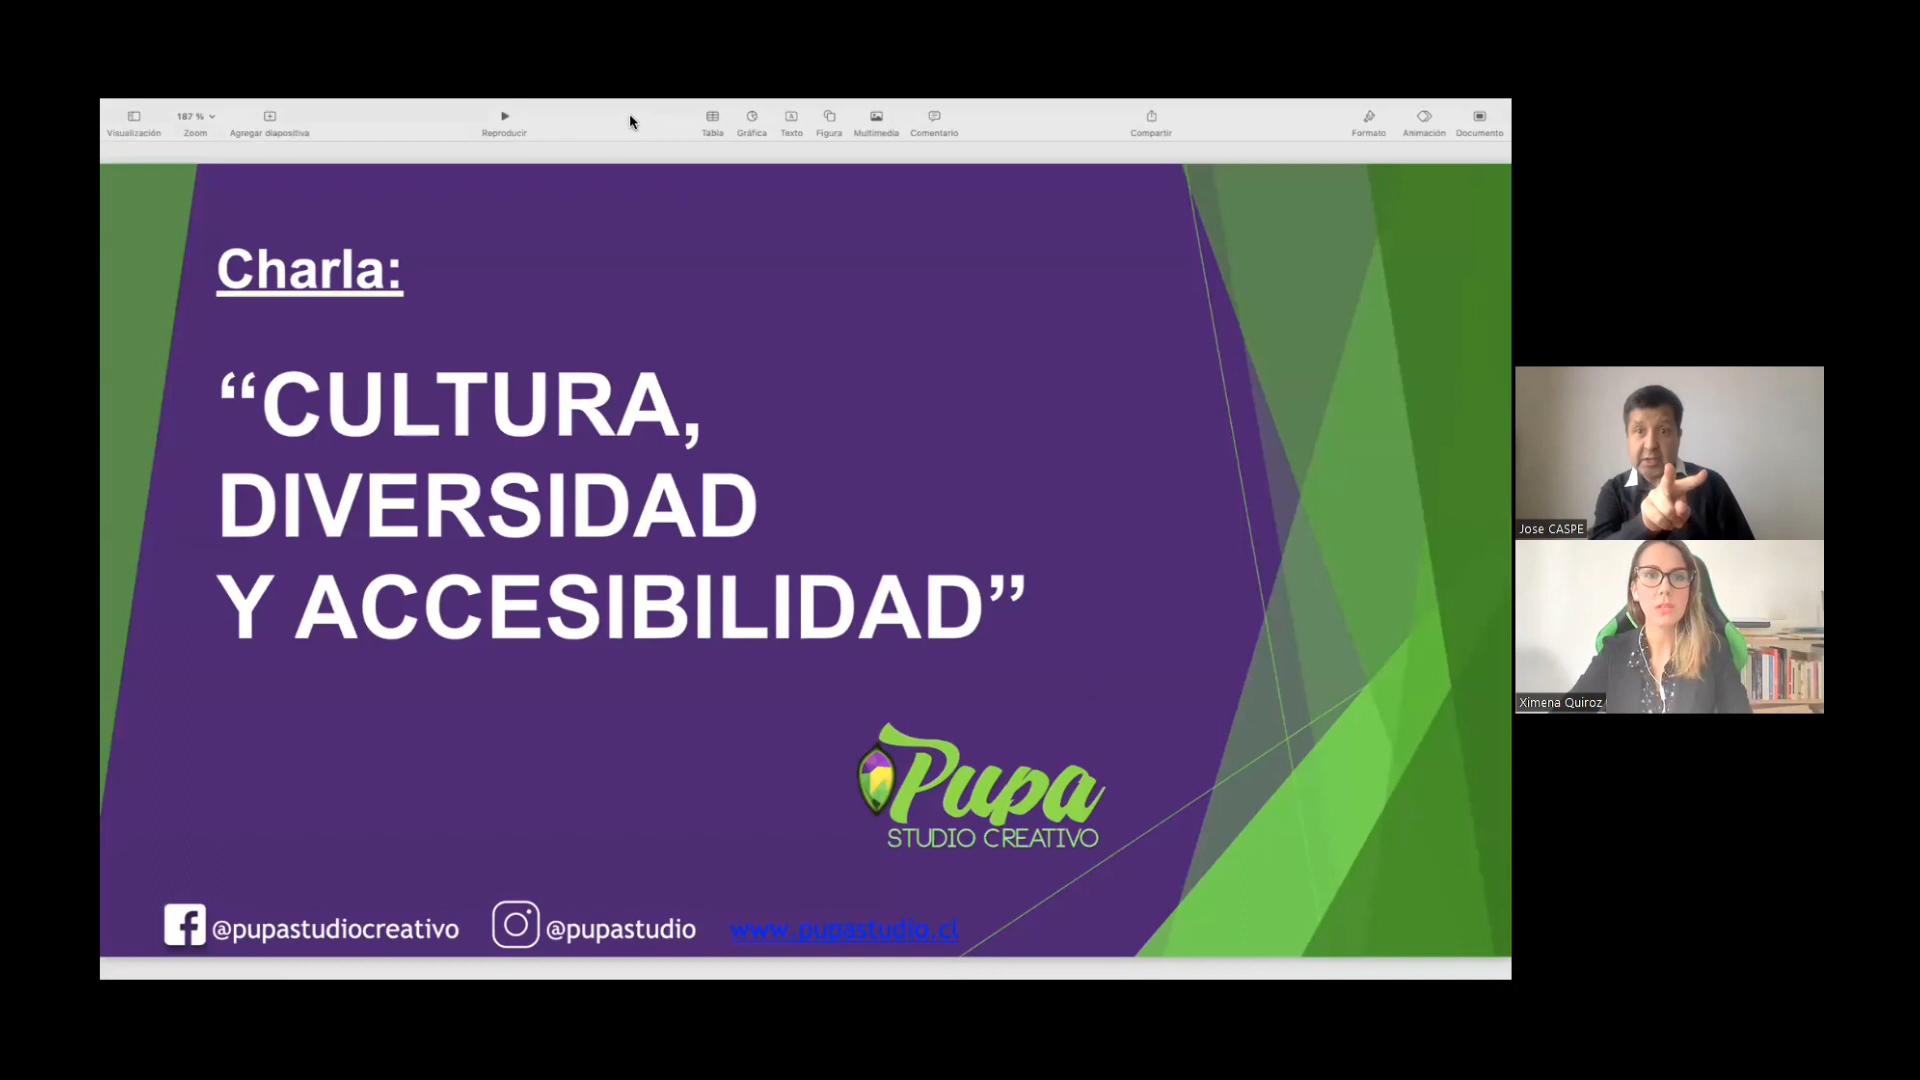 187 %
Visualización Zoom Agregar diapositiva Reproducir Tabla Gráfica Texto Figura Multimedia Comentario Compartir Formato Animación Documento
Charla:
“CULTURA,
DIVERSIDAD
Y ACCESIBILIDAD”
Pupa
STUDIO CREATIVO
@pupastudiocreativo @pupastudio www.pupastudio.cl
Jose CASPE
Ximena Quiroz